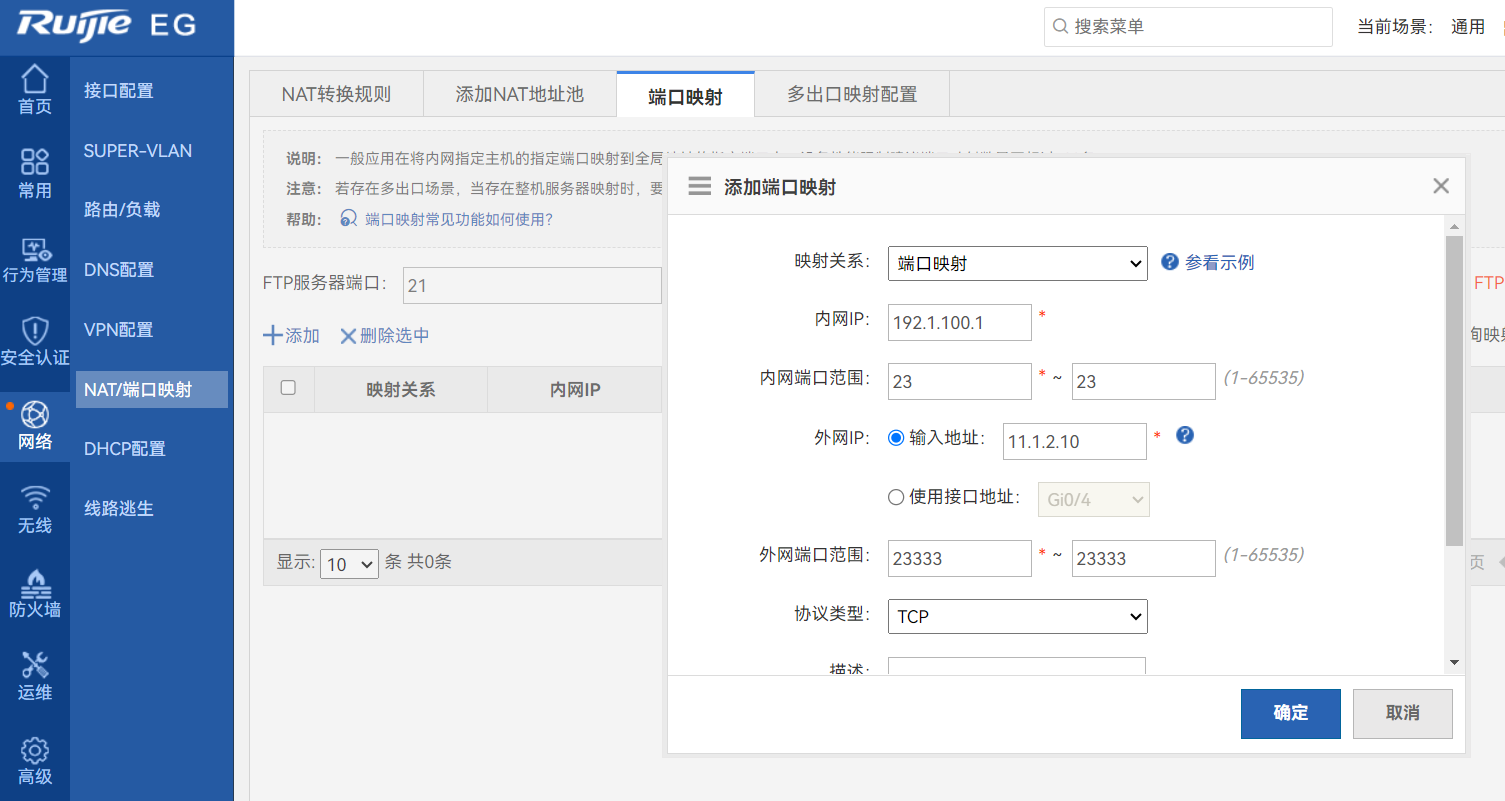 Ruijie EG
搜索菜单
当前场景： 通用
首页
常用
行为管理
安全认证
网络
无线
防火墙
运维
高级
接口配置
SUPER-VLAN
路由/负载
DNS配置
VPN配置
NAT/端口映射
DHCP配置
线路逃生
NAT转换规则 添加NAT地址池 端口映射 多出口映射配置
说明： 一般应用在将内网指定主机的指定端口映射到全局
注意： 若存在多出口场景，当存在整机服务器映射时，要
帮助： 端口映射常见功能如何使用?
FTP服务器端口： 21
FTP
添加 删除选中
询映射
映射关系 内网IP
显示: 10 条 共0条
页
添加端口映射
映射关系: 端口映射 参看示例
内网IP: 192.1.100.1 *
内网端口范围: 23 * ~ 23 (1-65535)
外网IP: 输入地址： 11.1.2.10 *
使用接口地址： Gi0/4
外网端口范围: 23333 * ~ 23333 (1-65535)
协议类型: TCP
描述:
确定 取消